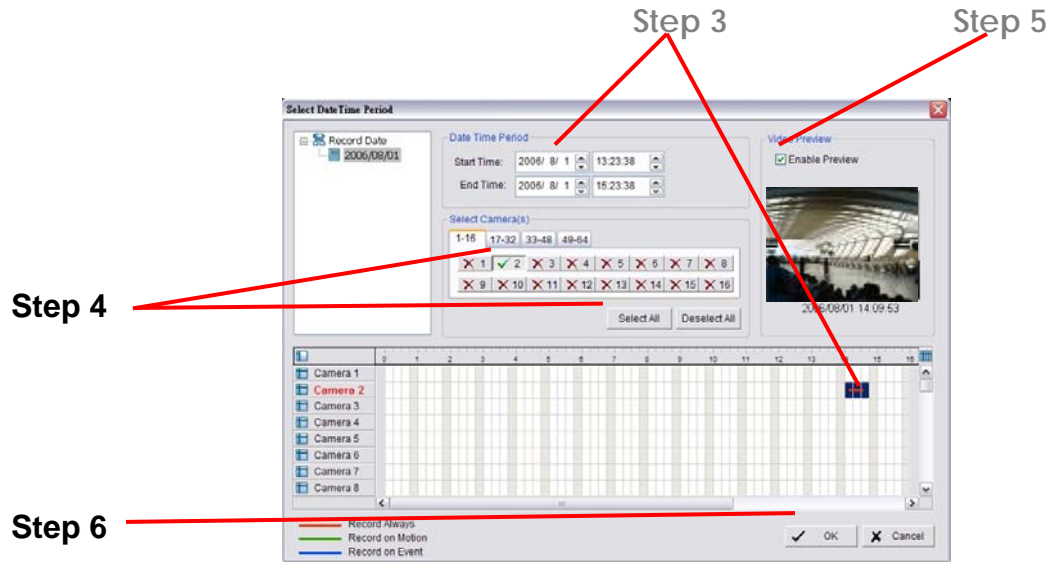 Step 3
Step 5
Select DateTime Period
Record Date
2006/08/01
Date Time Period
Start Time: 2006/ 8/ 1 13:23:38
End Time: 2006/ 8/ 1 15:23:38
Video Preview
Enable Preview
Select Camera(s)
1-16 17-32 33-48 49-64
1 2 3 4 5 6 7 8
9 10 11 12 13 14 15 16
Select All Deselect All
2006/08/01 14:09:53
Step 4
0 1 2 3 4 5 6 7 8 9 10 11 12 13 14 15 16
Camera 1
Camera 2
Camera 3
Camera 4
Camera 5
Camera 6
Camera 7
Camera 8
Step 6
Record Always
Record on Motion
Record on Event
OK Cancel